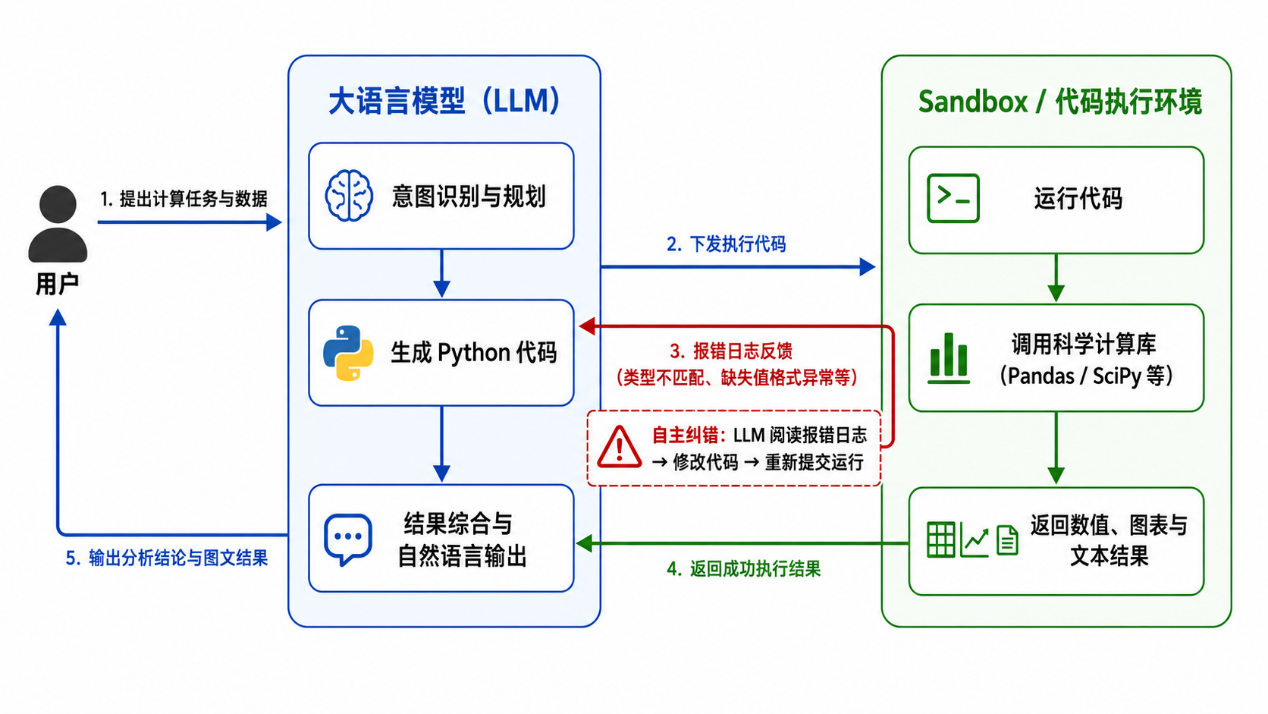 大语言模型（LLM）
Sandbox / 代码执行环境
意图识别与规划
运行代码
1. 提出计算任务与数据
用户
2. 下发执行代码
生成 Python 代码
3. 报错日志反馈
（类型不匹配、缺失值格式异常等）
调用科学计算库
（Pandas / SciPy 等）
自主纠错：LLM 阅读报错日志
→ 修改代码 → 重新提交运行
结果综合与
自然语言输出
返回数值、图表与
文本结果
4. 返回成功执行结果
5. 输出分析结论与图文结果